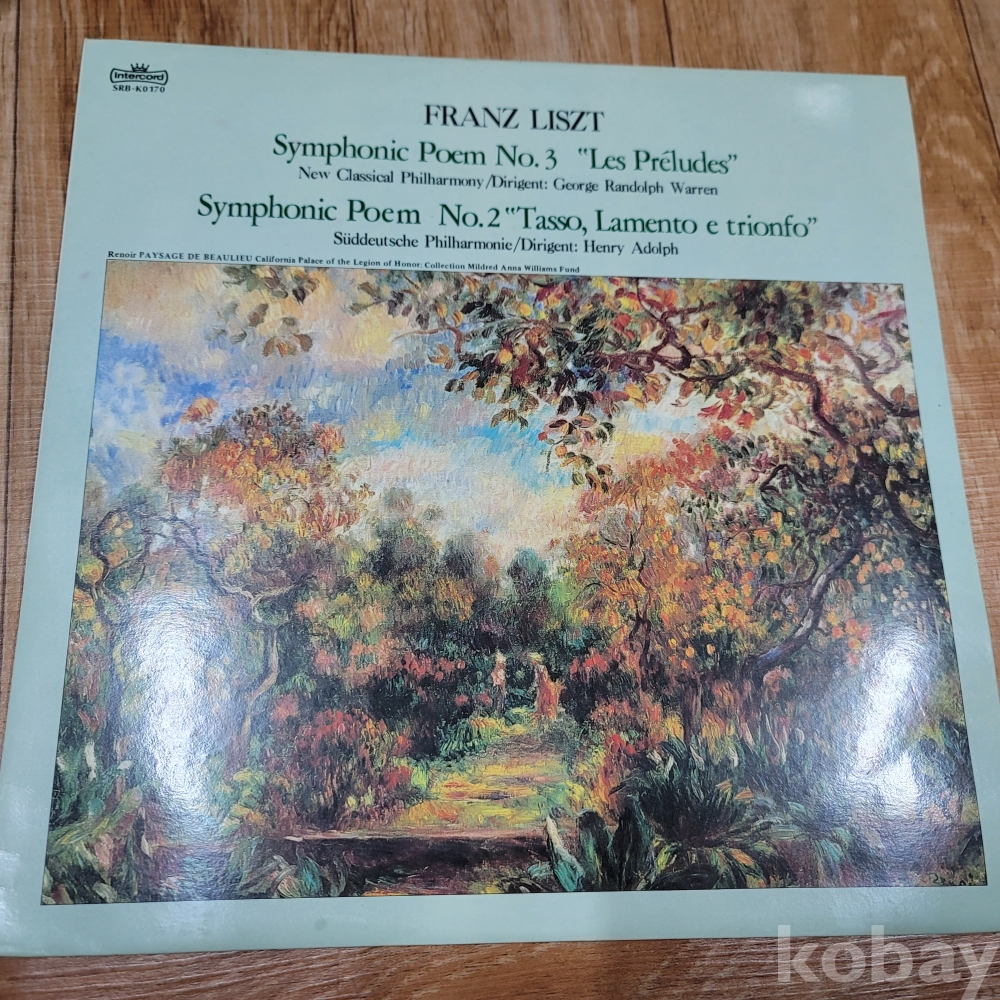 Intercord
SRB-K0170
FRANZ LISZT
Symphonic Poem No. 3 "Les Préludes"
New Classical Philharmony/Dirigent: George Randolph Warren
Symphonic Poem No. 2 "Tasso, Lamento e trionfo"
Süddeutsche Philharmonie/Dirigent: Henry Adolph
Renoir PAYSAGE DE BEAULIEU California Palace of the Legion of Honor: Collection Mildred Anna Williams Fund
kobay